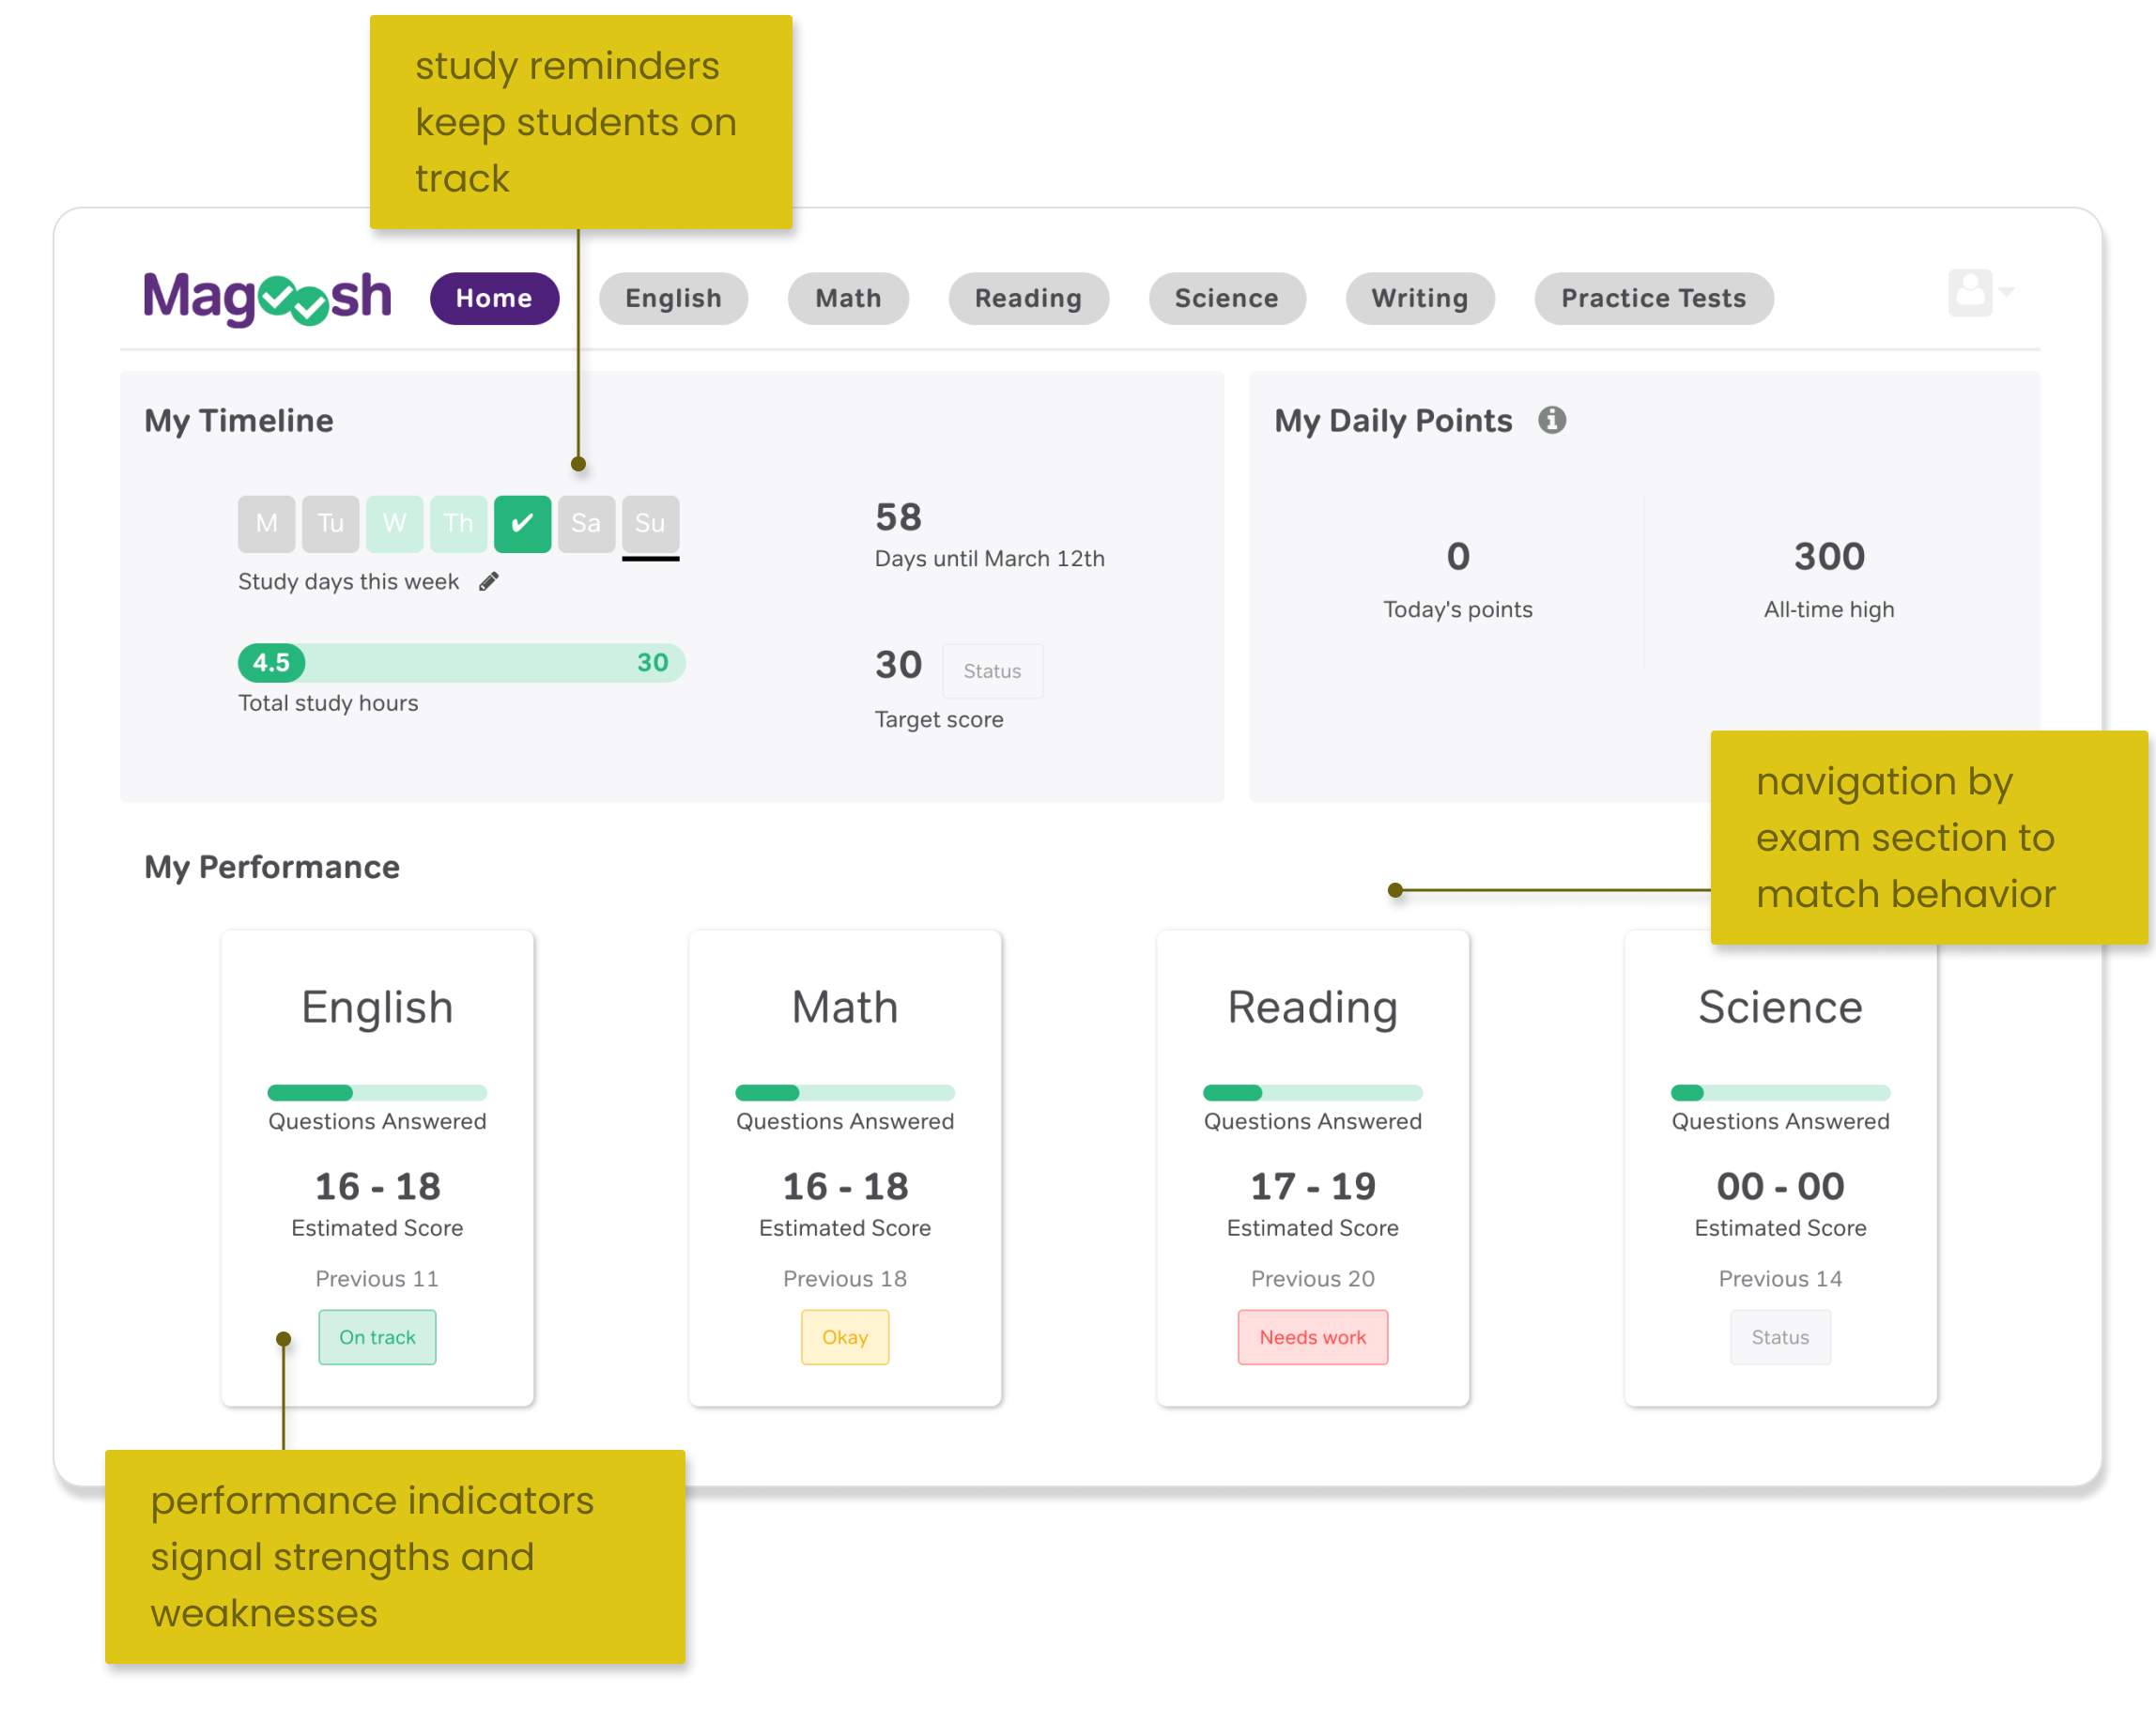 study reminders
keep students on
track
Magoosh
Home
English
Math
Reading
Science
Writing
Practice Tests
My Timeline
M Tu W Th Sa Su
Study days this week
58
Days until March 12th
4.5 30
Total study hours
30 Status
Target score
My Daily Points
0
Today's points
300
All-time high
navigation by
exam section to
match behavior
My Performance
English
Questions Answered
16 - 18
Estimated Score
Previous 11
On track
Math
Questions Answered
16 - 18
Estimated Score
Previous 18
Okay
Reading
Questions Answered
17 - 19
Estimated Score
Previous 20
Needs work
Science
Questions Answered
00 - 00
Estimated Score
Previous 14
Status
performance indicators
signal strengths and
weaknesses